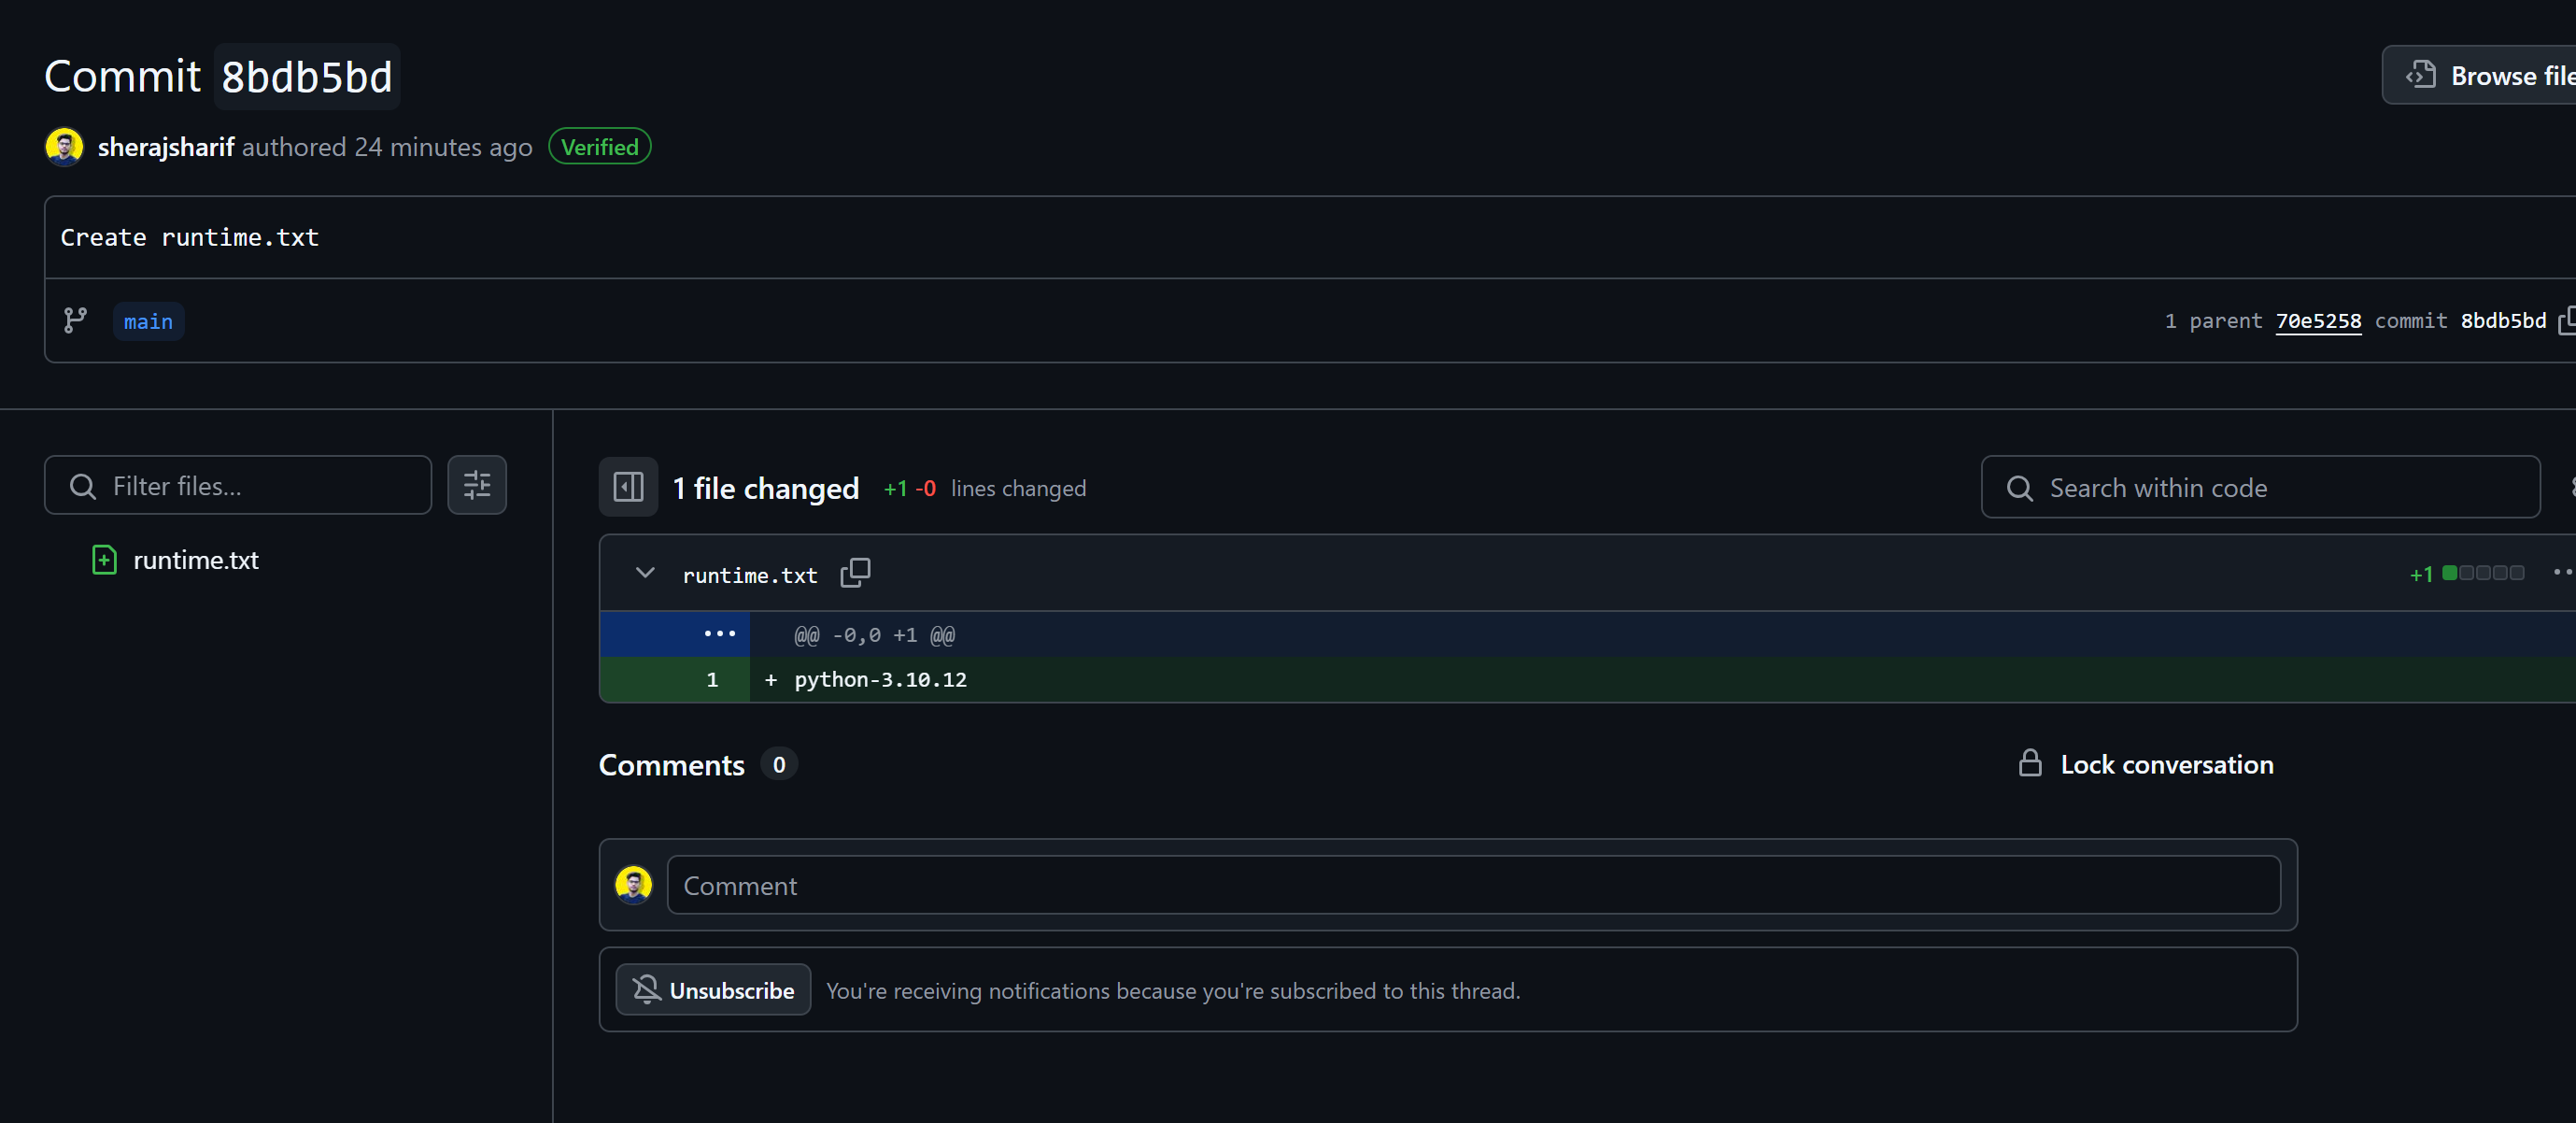 Commit 8bdb5bd
Browse file
sherajsharif authored 24 minutes ago Verified
Create runtime.txt
main
1 parent 70e5258 commit 8bdb5bd
Filter files...
1 file changed +1 -0 lines changed
Search within code
runtime.txt
runtime.txt
+1
@@ -0,0 +1 @@
1 + python-3.10.12
Comments 0
Lock conversation
Comment
Unsubscribe You're receiving notifications because you're subscribed to this thread.